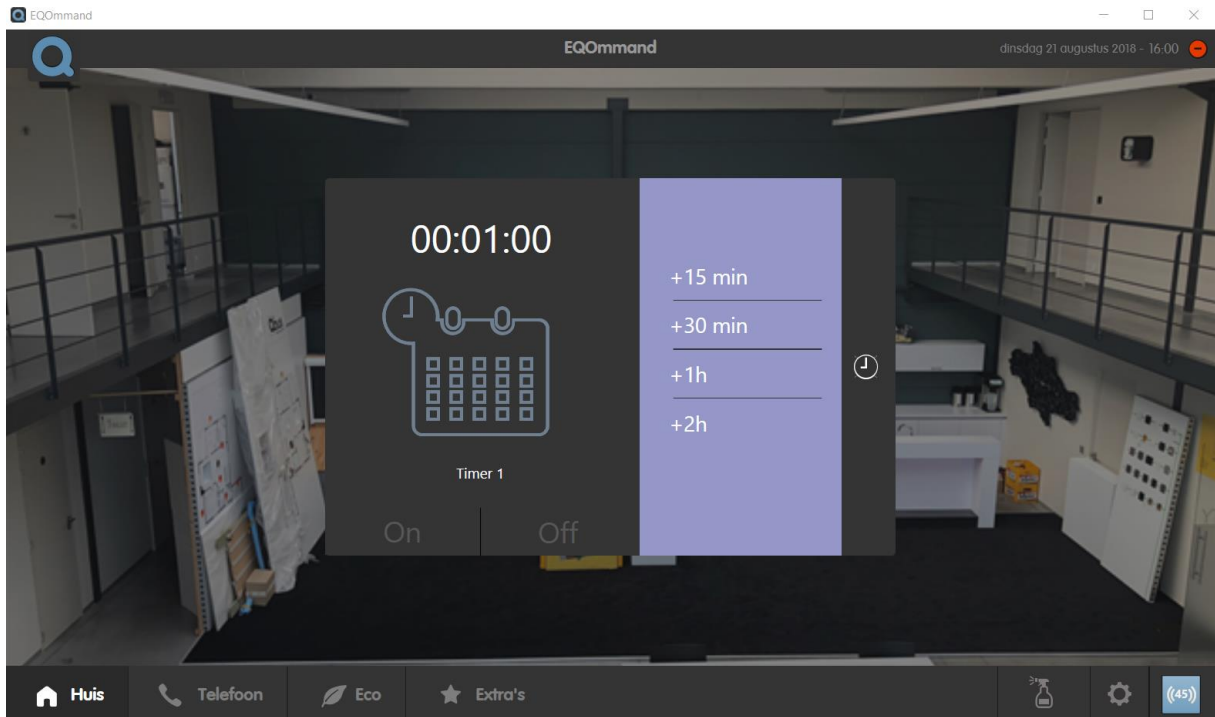 EQOmmand
EQOmmand
dinsdag 21 augustus 2018 - 16:00
00:01:00
+15 min
+30 min
+1h
+2h
Timer 1
On
Off
Huis
Telefoon
Eco
Extra's
((45))